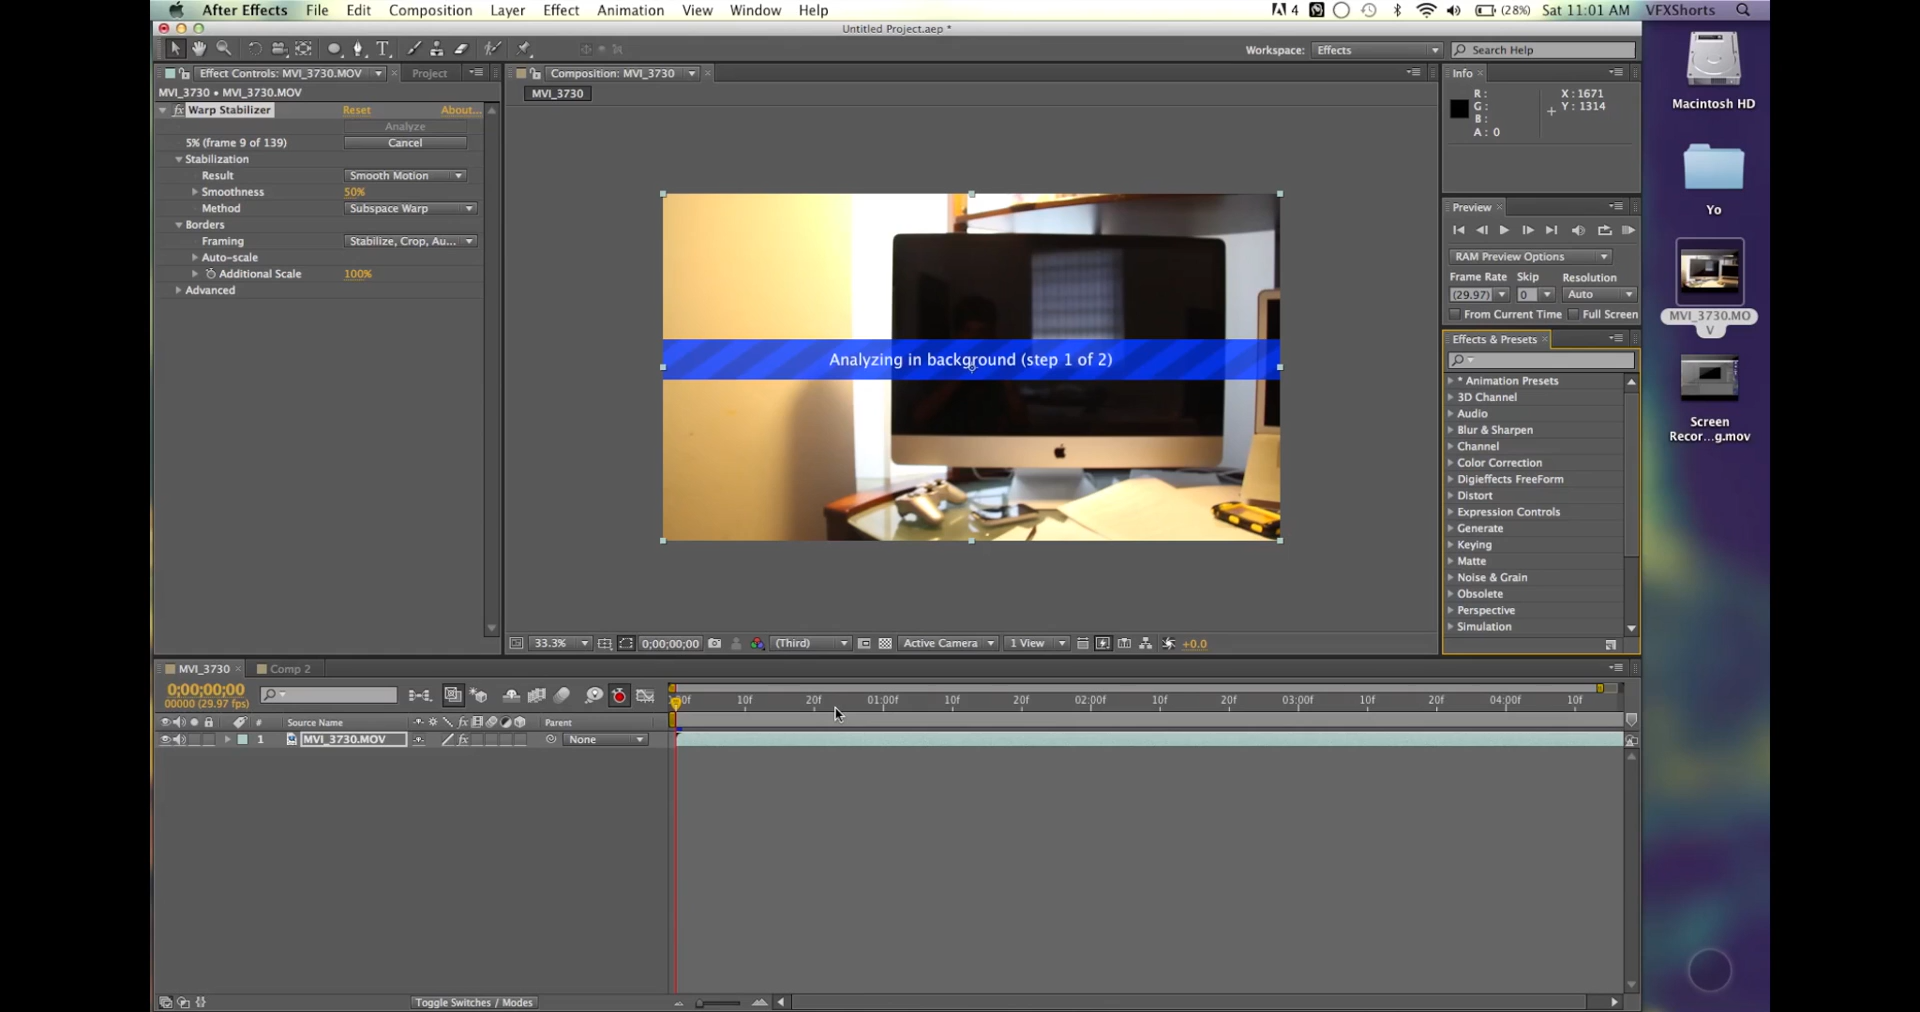 After Effects File Edit Composition Layer Effect Animation View Window Help
4 (28%) Sat 11:01 AM VFXShorts
Untitled Project.aep *
Workspace: Effects
Search Help
Effect Controls: MVI_3730.MOV
Project
MVI_3730 • MVI_3730.MOV
fx Warp Stabilizer Reset About...
Analyze
5% (frame 9 of 139) Cancel
Stabilization
Result Smooth Motion
Smoothness 50%
Method Subspace Warp
Borders
Framing Stabilize, Crop, Au...
Auto-scale
Additional Scale 100%
Advanced
Composition: MVI_3730
MVI_3730
Analyzing in background (step 1 of 2)
33.3% 0;00;00;00 (Third) Active Camera 1 View +0.0
Info
R:
G:
B:
A: 0
X: 1671
Y: 1314
Preview
RAM Preview Options
Frame Rate Skip Resolution
(29.97) 0 Auto
From Current Time Full Screen
Effects & Presets
* Animation Presets
3D Channel
Audio
Blur & Sharpen
Channel
Color Correction
Digieffects FreeForm
Distort
Expression Controls
Generate
Keying
Matte
Noise & Grain
Obsolete
Perspective
Simulation
Macintosh HD
Yo
MVI_3730.MO
V
Screen
Recor...g.mov
MVI_3730 Comp 2
0;00;00;00
00000 (29.97 fps)
10f 20f 01:00f 10f 20f 02:00f 10f 20f 03:00f 10f 20f 04:00f 10f
# Source Name fx Parent
1 MVI_3730.MOV fx None
Toggle Switches / Modes